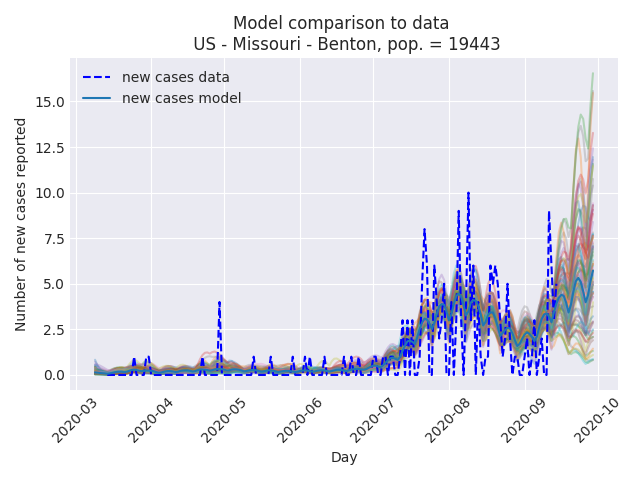 Model comparison to data
US - Missouri - Benton, pop. = 19443
new cases data
new cases model
Number of new cases reported
15.0
12.5
10.0
7.5
5.0
2.5
0.0
2020-03
2020-04
2020-05
2020-06
2020-07
2020-08
2020-09
2020-10
Day